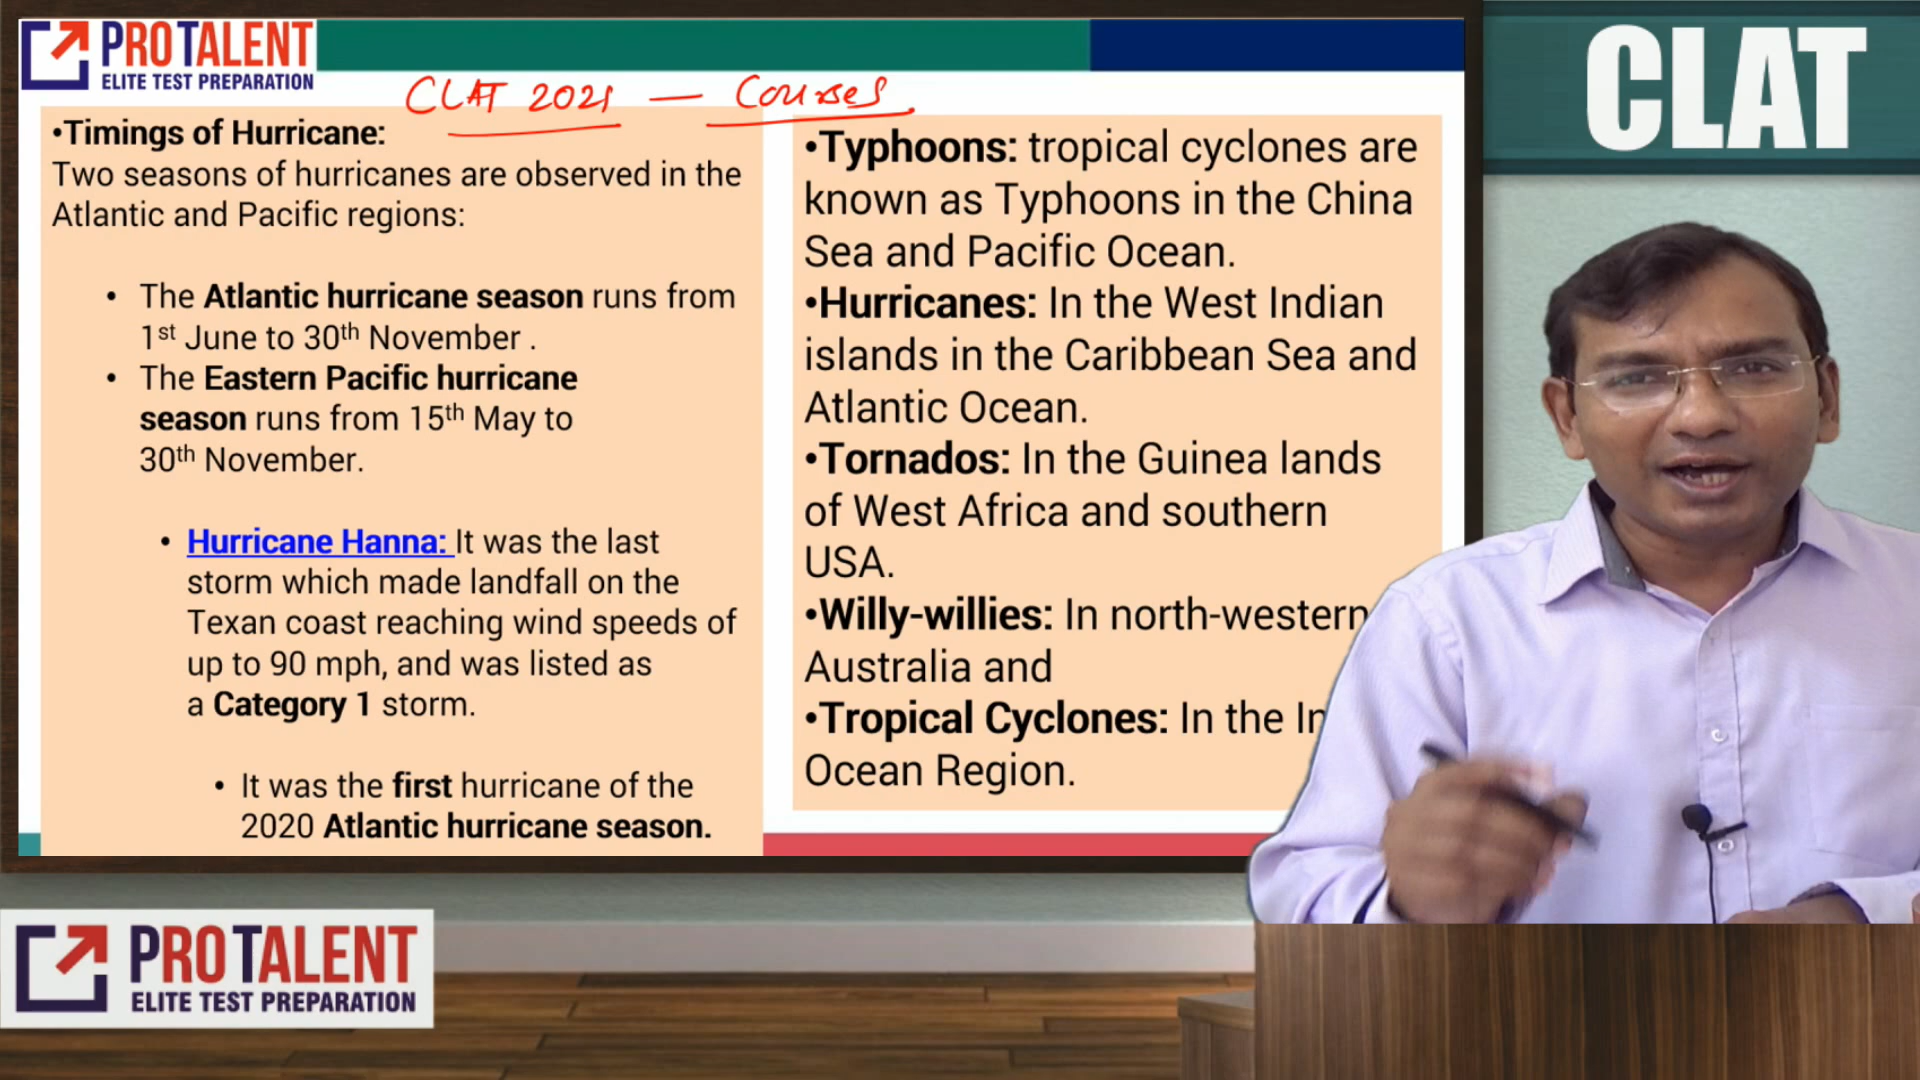 PRO TALENT
ELITE TEST PREPARATION
CLAT 2021 — Courses
•Timings of Hurricane:
Two seasons of hurricanes are observed in the
Atlantic and Pacific regions:
• The Atlantic hurricane season runs from
1st June to 30th November .
• The Eastern Pacific hurricane
season runs from 15th May to
30th November.
• Hurricane Hanna: It was the last
storm which made landfall on the
Texan coast reaching wind speeds of
up to 90 mph, and was listed as
a Category 1 storm.
• It was the first hurricane of the
2020 Atlantic hurricane season.
•Typhoons: tropical cyclones are
known as Typhoons in the China
Sea and Pacific Ocean.
•Hurricanes: In the West Indian
islands in the Caribbean Sea and
Atlantic Ocean.
•Tornados: In the Guinea lands
of West Africa and southern
USA.
•Willy-willies: In north-western
Australia and
•Tropical Cyclones: In the
Ocean Region.
CLAT
PRO TALENT
ELITE TEST PREPARATION